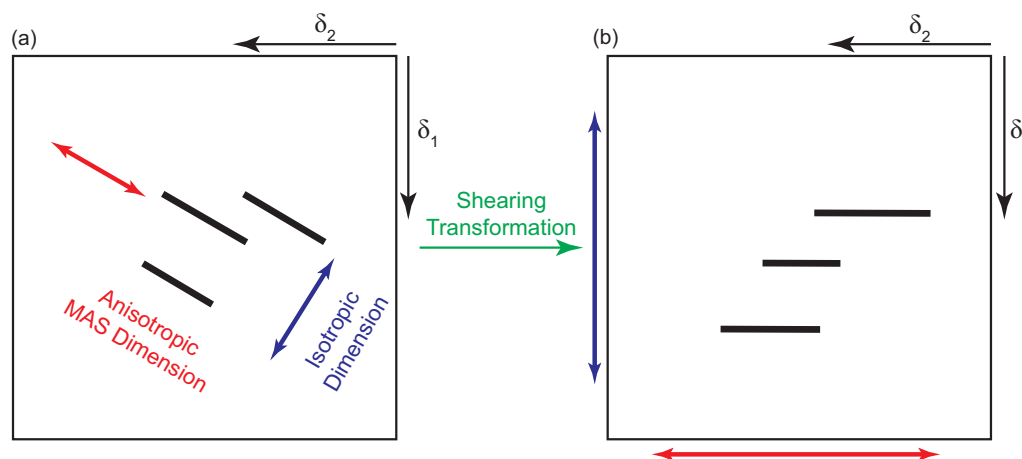 (a)
δ2
δ1
Anisotropic
MAS Dimension
Isotropic
Dimension
Shearing
Transformation
(b)
δ2
δ